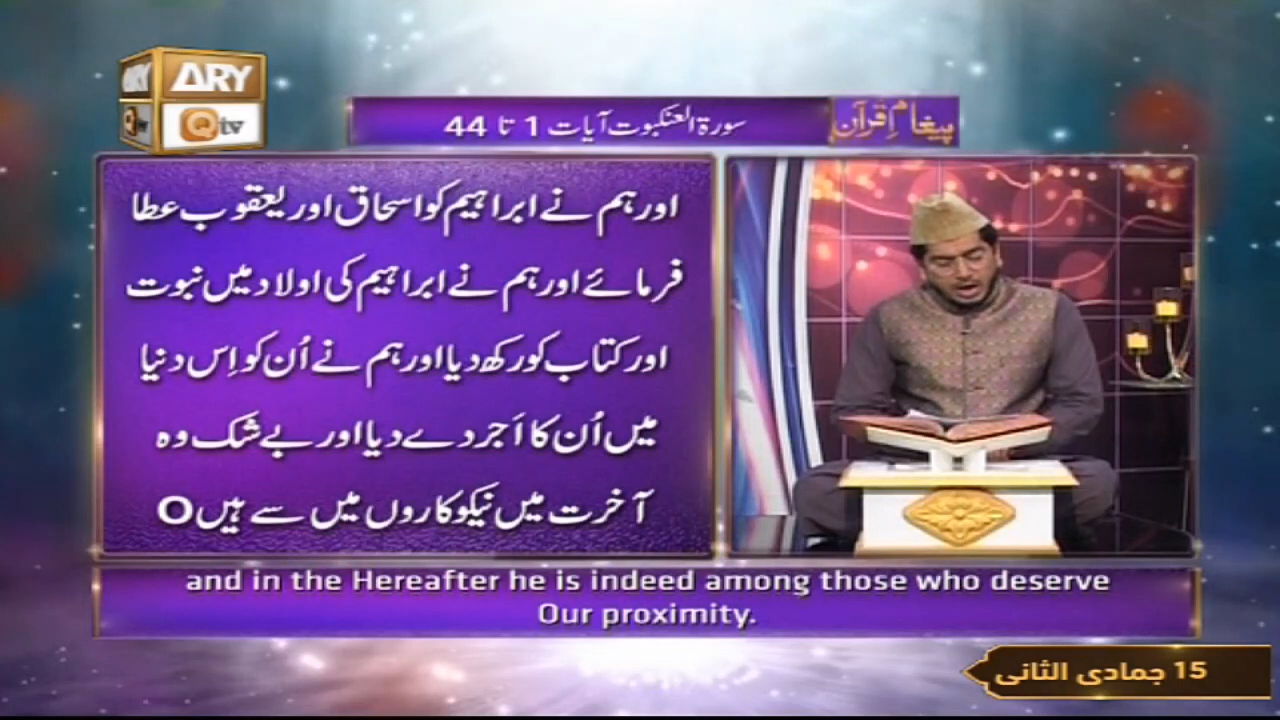 ARY
ARY
Qtv
سورۃ العنکبوت آیات 1 تا 44
پیغامِ قرآن
اور ہم نے ابراہیم کو اسحاق اور یعقوب عطا
فرمائے اور ہم نے ابراہیم کی اولاد میں نبوت
اور کتاب کو رکھ دیا اور ہم نے اُن کو اِس دنیا
میں اُن کا اَجر دے دیا اور بے شک وہ
آخرت میں نیکوکاروں میں سے ہیںO
and in the Hereafter he is indeed among those who deserve
Our proximity.
15 جمادی الثانی